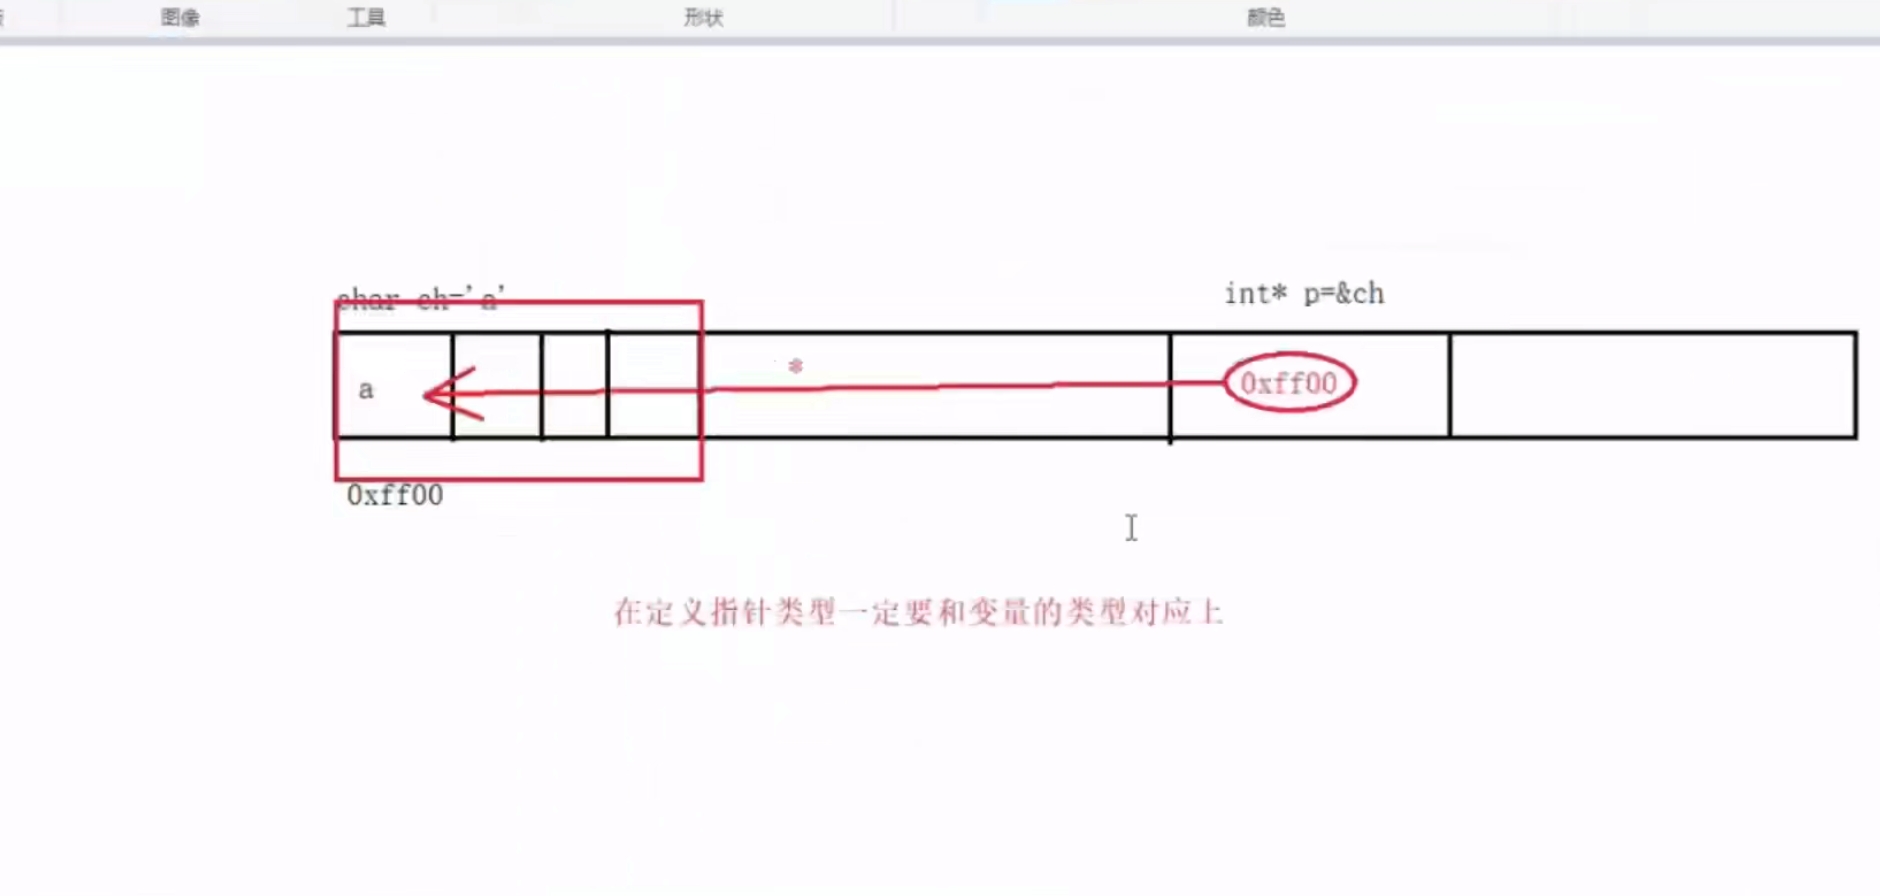 图像 工具 形状 颜色
char ch='a' int* p=&ch
a * 0xff00
0xff00
在定义指针类型一定要和变量的类型对应上